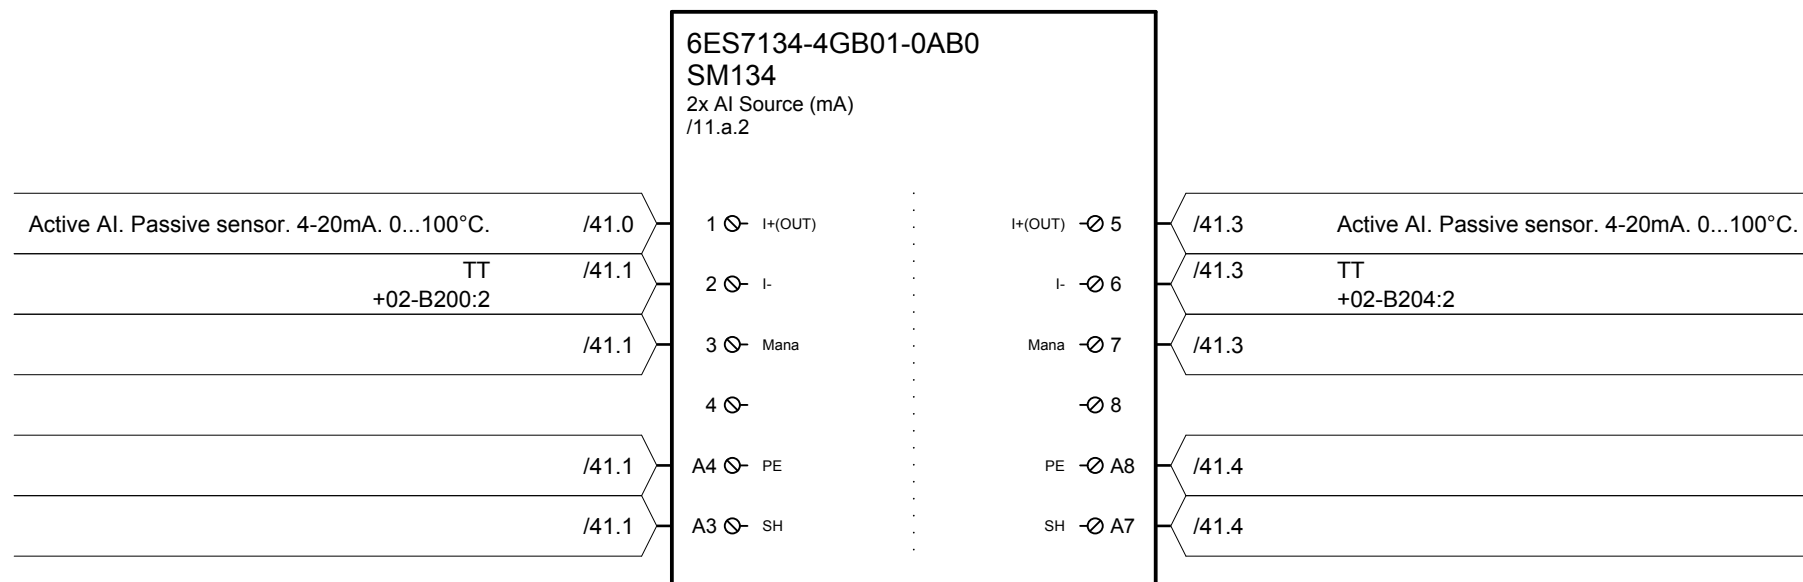 6ES7134-4GB01-0AB0
SM134
2x AI Source (mA)
/11.a.2
Active AI. Passive sensor. 4-20mA. 0...100°C. /41.0 1 I+(OUT) I+(OUT) 5 /41.3 Active AI. Passive sensor. 4-20mA. 0...100°C.
TT /41.1 2 I- I- 6 /41.3 TT
+02-B200:2 +02-B204:2
/41.1 3 Mana Mana 7 /41.3
4 8
/41.1 A4 PE PE A8 /41.4
/41.1 A3 SH SH A7 /41.4